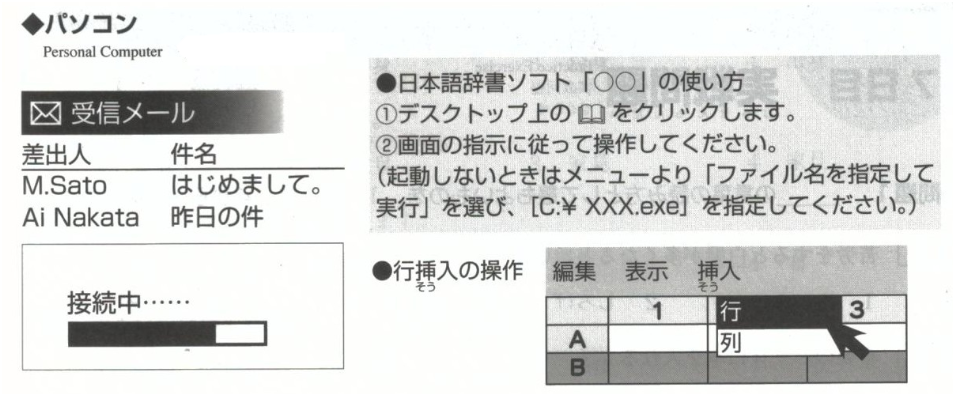 ◆パソコン
Personal Computer
受信メール
差出人 件名
M.Sato はじめまして。
Ai Nakata 昨日の件
接続中……
●日本語辞書ソフト「○○」の使い方
①デスクトップ上の をクリックします。
②画面の指示に従って操作してください。
(起動しないときはメニューより「ファイル名を指定して
実行」を選び、[C:¥ XXX.exe] を指定してください。)
●行挿入の操作
そう
編集 表示 挿入
そう
1 行 3
A 列
B